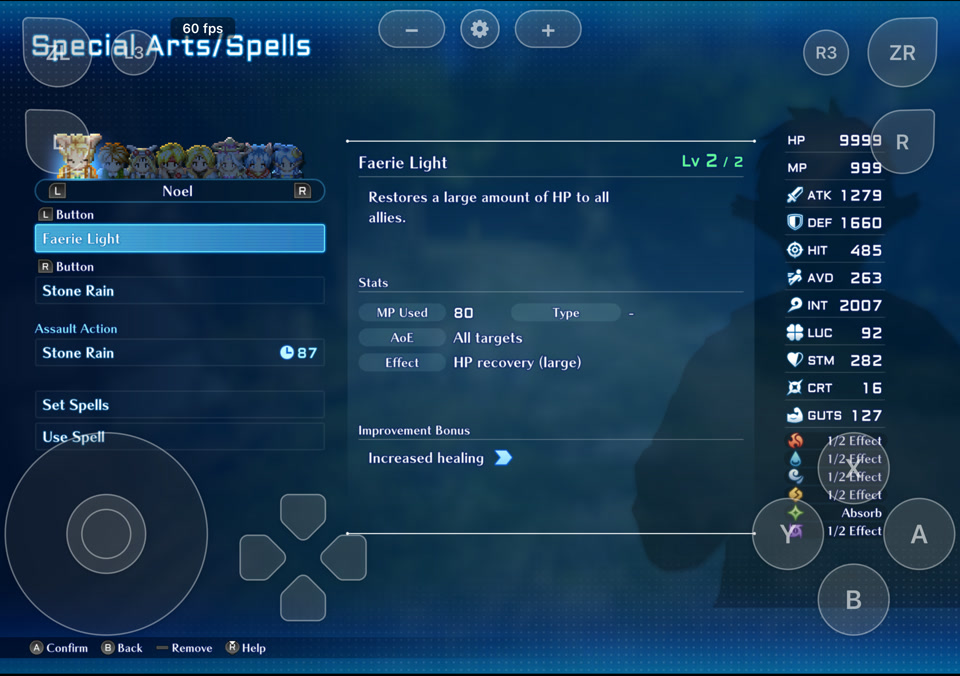 60 fps
Special Arts/Spells
ZL
L3
R3
ZR
R
L
Noel
R
L Button
Faerie Light
R Button
Stone Rain
Assault Action
Stone Rain 87
Set Spells
Use Spell
Faerie Light Lv 2 / 2
Restores a large amount of HP to all
allies.
Stats
MP Used 80 Type -
AoE All targets
Effect HP recovery (large)
Improvement Bonus
Increased healing
HP 9999
MP 999
ATK 1279
DEF 1660
HIT 485
AVD 263
INT 2007
LUC 92
STM 282
CRT 16
GUTS 127
1/2 Effect
1/2 Effect
1/2 Effect
1/2 Effect
Absorb
1/2 Effect
X
Y
A
B
A Confirm B Back Remove R Help